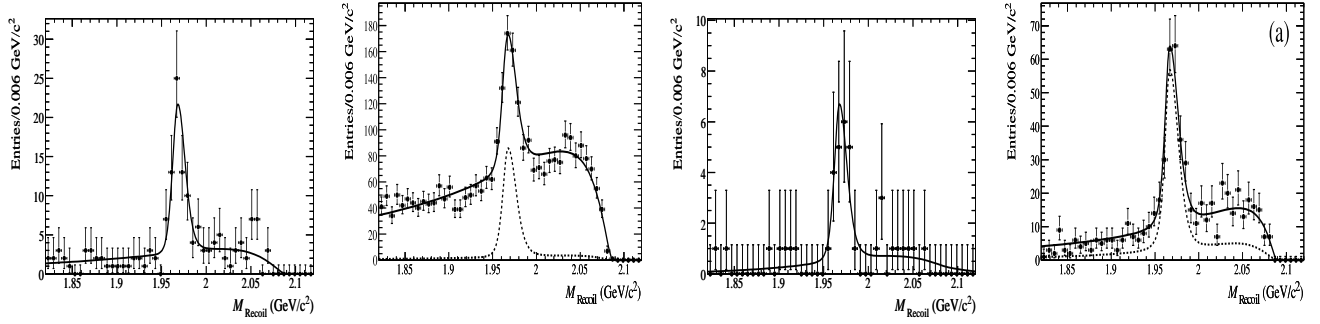 Entries/0.006 GeV/c²
30
25
20
15
10
5
0
1.85 1.9 1.95 2 2.05 2.1
M_Recoil (GeV/c²)
Entries/0.006 GeV/c²
180
160
140
120
100
80
60
40
20
0
1.85 1.9 1.95 2 2.05 2.1
M_Recoil (GeV/c²)
Entries/0.006 GeV/c²
10
8
6
4
2
0
1.85 1.9 1.95 2 2.05 2.1
M_Recoil (GeV/c²)
Entries/0.006 GeV/c²
(a)
70
60
50
40
30
20
10
0
1.85 1.9 1.95 2 2.05 2.1
M_Recoil (GeV/c²)